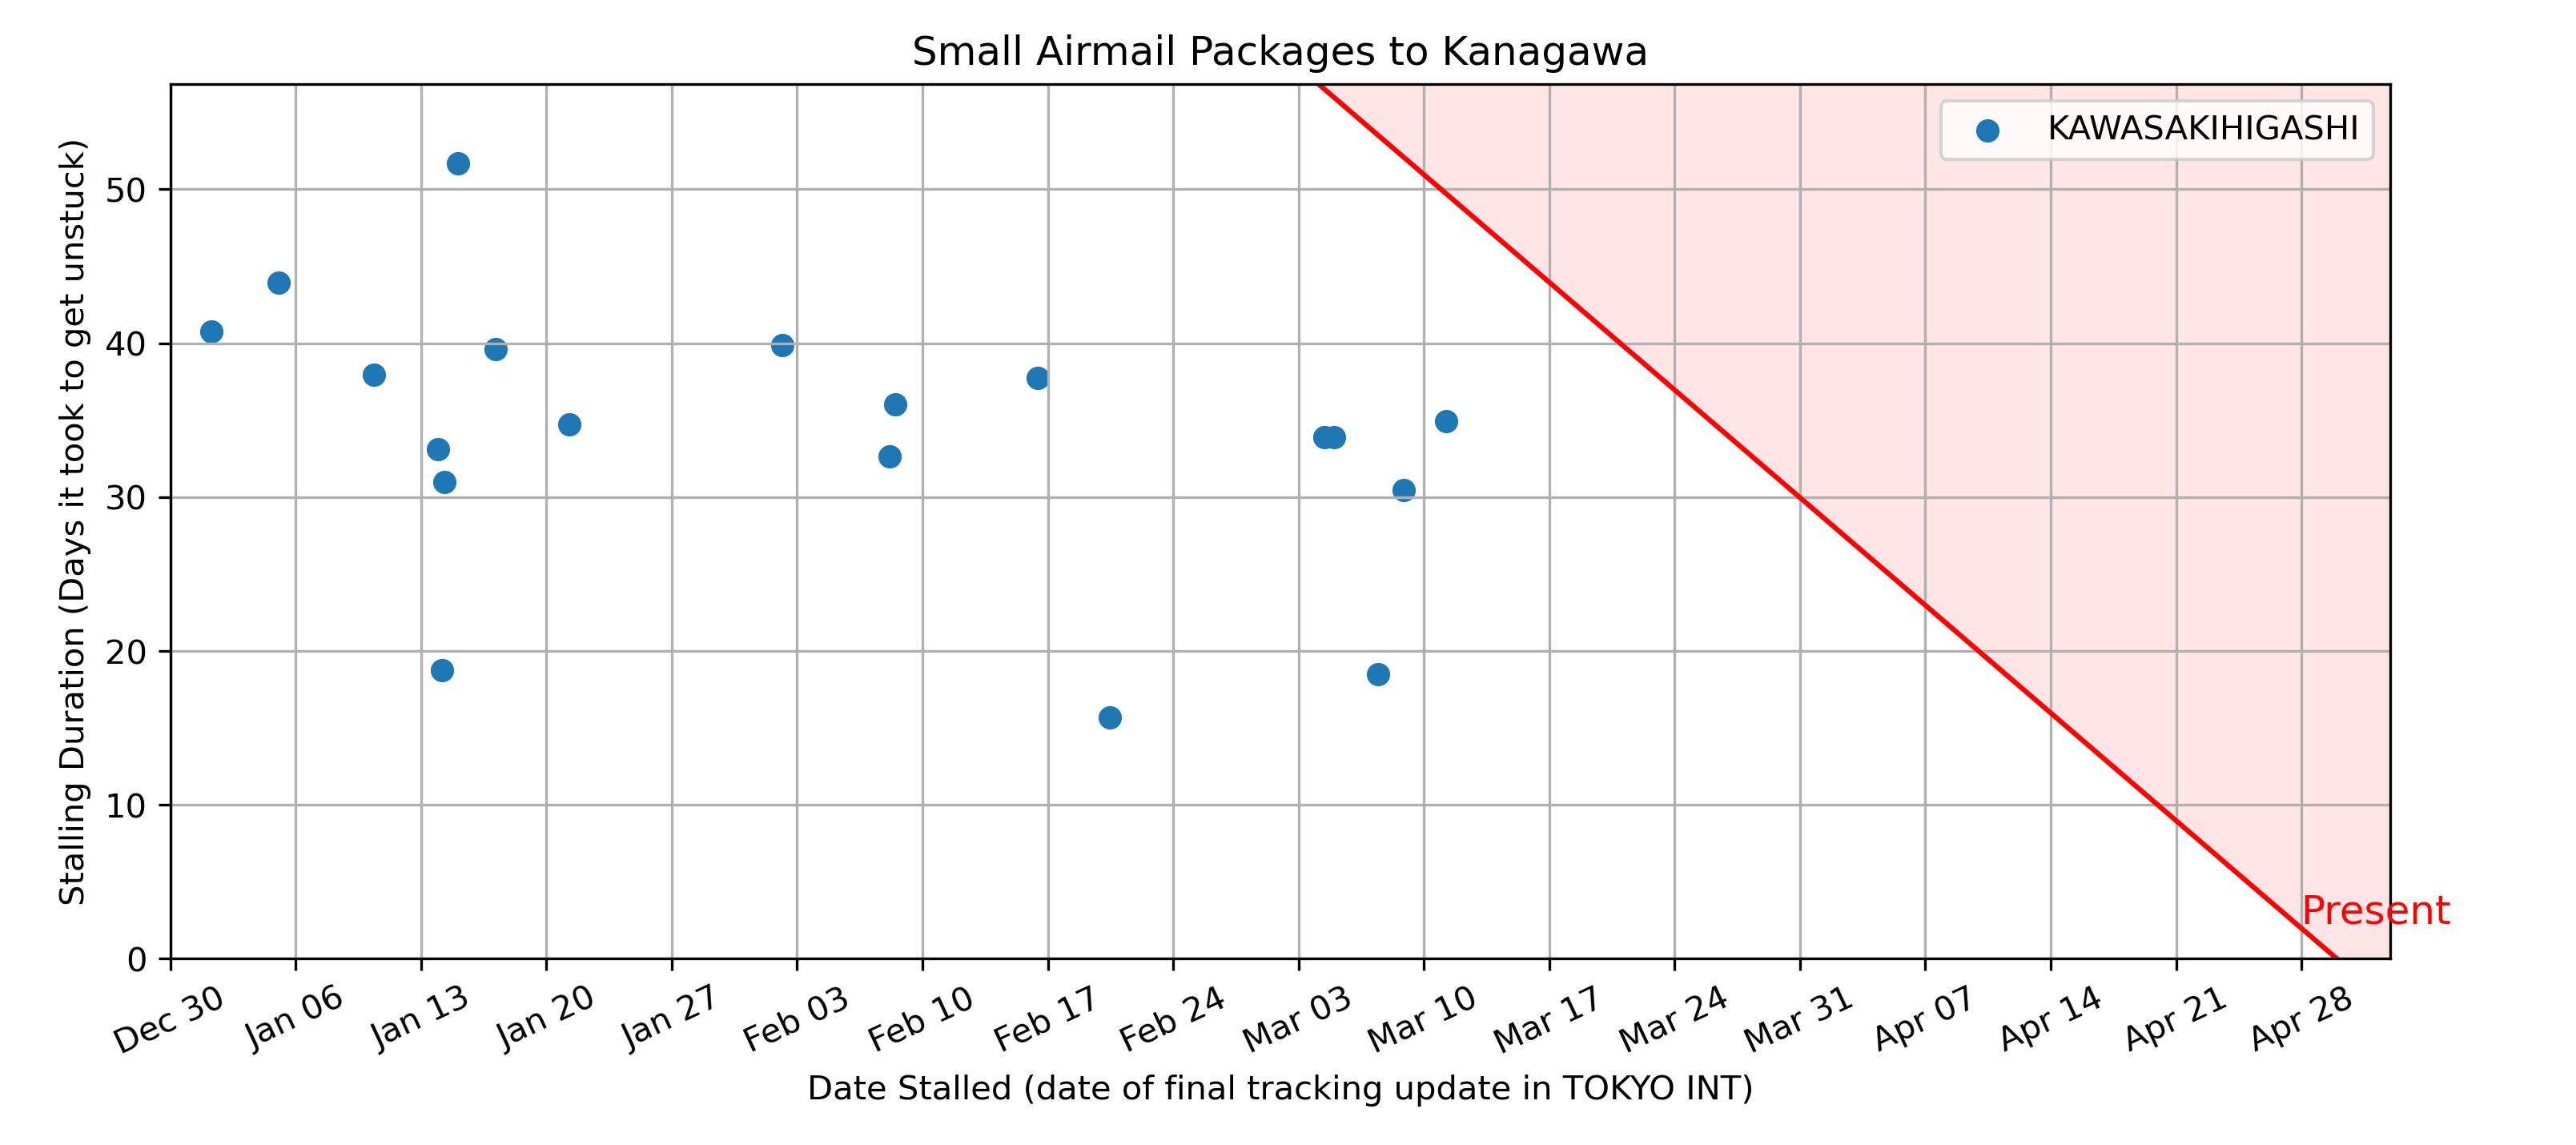 Small Airmail Packages to Kanagawa
KAWASAKIHIGASHI
Stalling Duration (Days it took to get unstuck)
50
40
30
20
10
0
Present
Dec 30
Jan 06
Jan 13
Jan 20
Jan 27
Feb 03
Feb 10
Feb 17
Feb 24
Mar 03
Mar 10
Mar 17
Mar 24
Mar 31
Apr 07
Apr 14
Apr 21
Apr 28
Date Stalled (date of final tracking update in TOKYO INT)